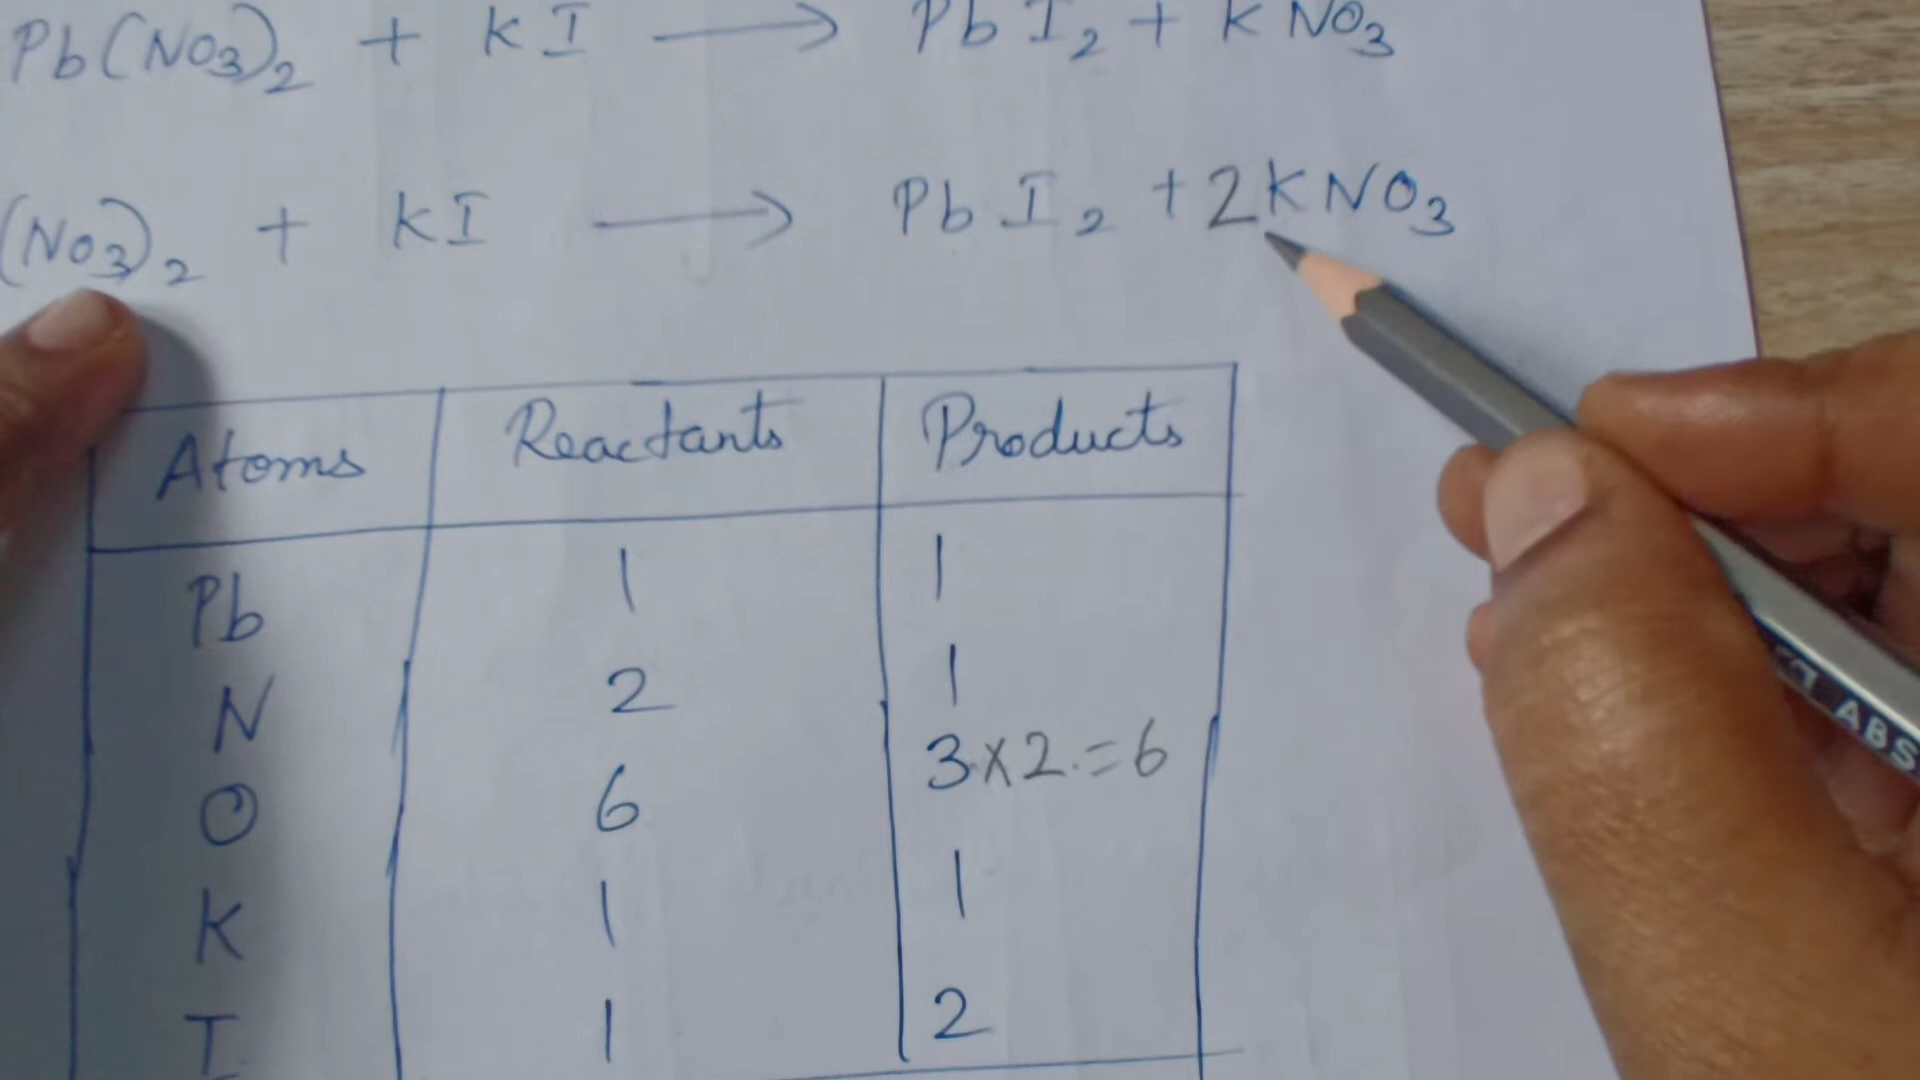 Pb(NO3)2 + KI → PbI2 + KNO3
(NO3)2 + KI → PbI2 + 2KNO3
Atoms Reactants Products
Pb 1 1
N 2 1
O 6 3×2.=6
K 1 1
I 1 2
LABS